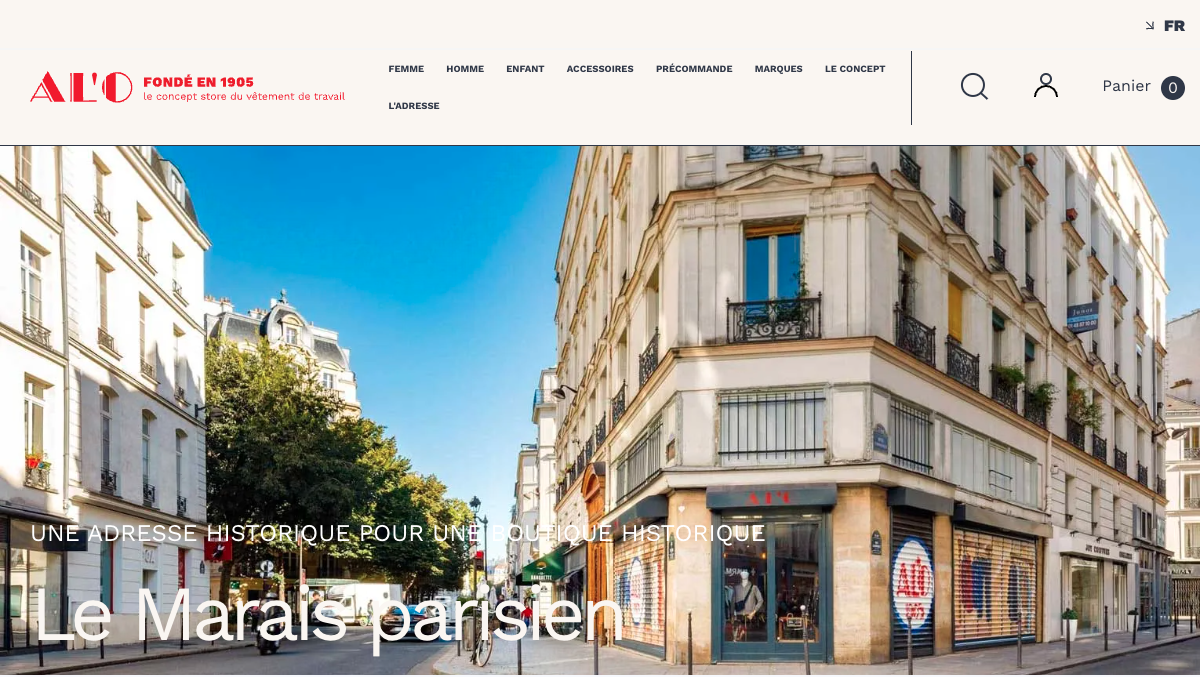 FR
AL'O FONDÉ EN 1905
le concept store du vêtement de travail
FEMME HOMME ENFANT ACCESSOIRES PRÉCOMMANDE MARQUES LE CONCEPT
L'ADRESSE
Panier 0
UNE ADRESSE HISTORIQUE POUR UNE BOUTIQUE HISTORIQUE
Le Marais parisien
AL'O